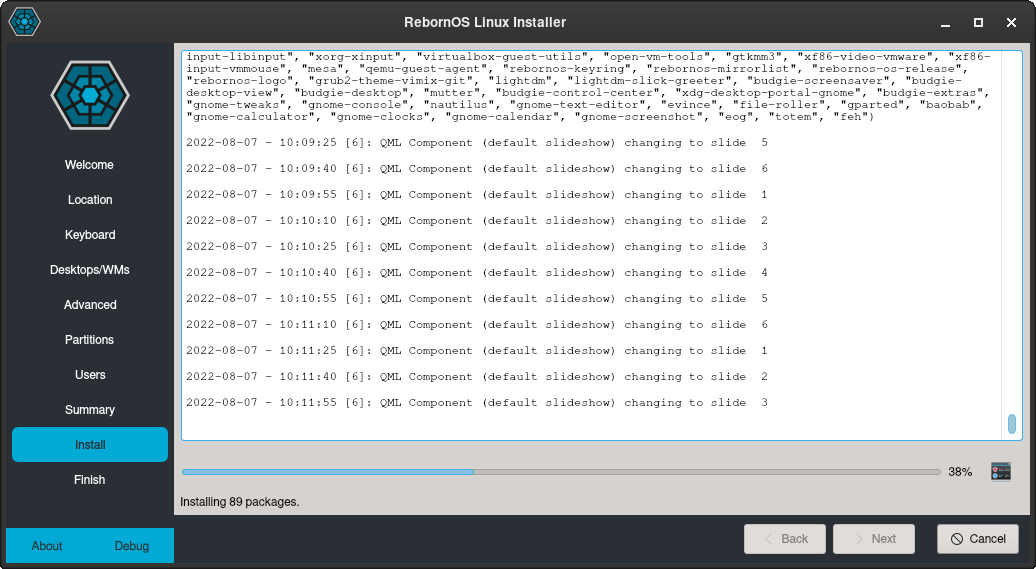 RebornOS Linux Installer
input-libinput", "xorg-xinput", "virtualbox-guest-utils", "open-vm-tools", "gtkmm3", "xf86-video-vmware", "xf86-
input-vmmouse", "mesa", "qemu-guest-agent", "rebornos-keyring", "rebornos-mirrorlist", "rebornos-os-release",
"rebornos-logo", "grub2-theme-vimix-git", "lightdm", "lightdm-slick-greeter", "budgie-screensaver", "budgie-
desktop-view", "budgie-desktop", "mutter", "budgie-control-center", "xdg-desktop-portal-gnome", "budgie-extras",
"gnome-tweaks", "gnome-console", "nautilus", "gnome-text-editor", "evince", "file-roller", "gparted", "baobab",
"gnome-calculator", "gnome-clocks", "gnome-calendar", "gnome-screenshot", "eog", "totem", "feh")
2022-08-07 - 10:09:25 [6]: QML Component (default slideshow) changing to slide  5
2022-08-07 - 10:09:40 [6]: QML Component (default slideshow) changing to slide  6
2022-08-07 - 10:09:55 [6]: QML Component (default slideshow) changing to slide  1
2022-08-07 - 10:10:10 [6]: QML Component (default slideshow) changing to slide  2
2022-08-07 - 10:10:25 [6]: QML Component (default slideshow) changing to slide  3
2022-08-07 - 10:10:40 [6]: QML Component (default slideshow) changing to slide  4
2022-08-07 - 10:10:55 [6]: QML Component (default slideshow) changing to slide  5
2022-08-07 - 10:11:10 [6]: QML Component (default slideshow) changing to slide  6
2022-08-07 - 10:11:25 [6]: QML Component (default slideshow) changing to slide  1
2022-08-07 - 10:11:40 [6]: QML Component (default slideshow) changing to slide  2
2022-08-07 - 10:11:55 [6]: QML Component (default slideshow) changing to slide  3
Welcome
Location
Keyboard
Desktops/WMs
Advanced
Partitions
Users
Summary
Install
Finish
38%
Installing 89 packages.
About
Debug
Back
Next
Cancel